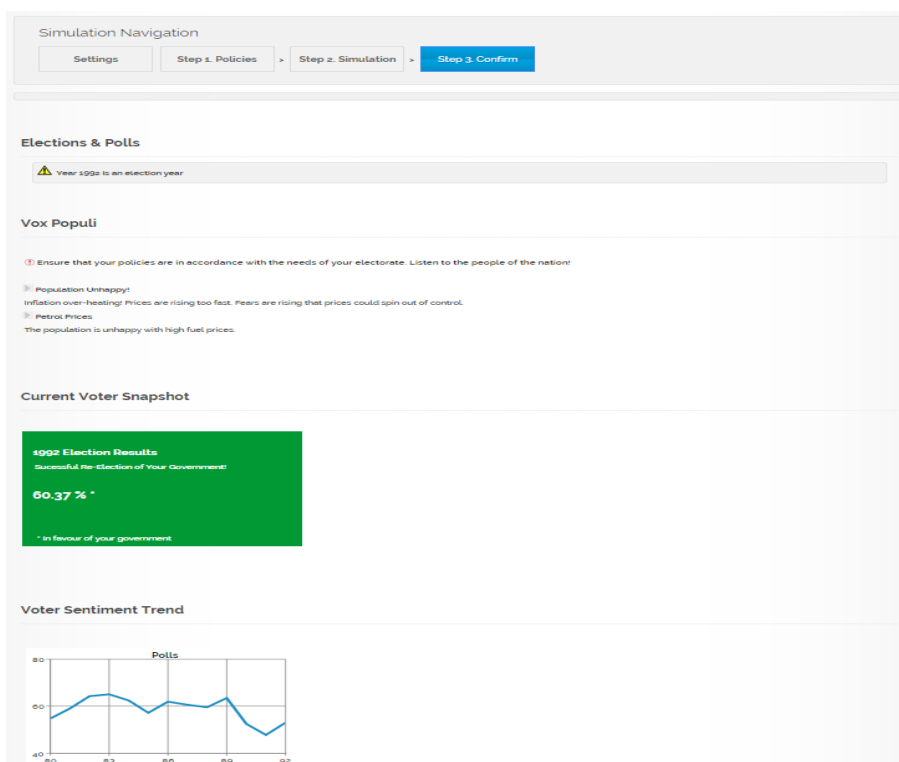 Simulation Navigation
Settings
Step 1. Policies
>
Step 2. Simulation
>
Step 3. Confirm
Elections & Polls
Year 1992 is an election year
Vox Populi
Ensure that your policies are in accordance with the needs of your electorate. Listen to the people of the nation!
Population Unhappy!
Inflation over-heating! Prices are rising too fast. Fears are rising that prices could spin out of control.
Petrol Prices
The population is unhappy with high fuel prices.
Current Voter Snapshot
1992 Election Results
Sucessful Re-Election of Your Government!
60.37 % *
* In favour of your government
Voter Sentiment Trend
Polls
80
60
40
80 83 86 89 92